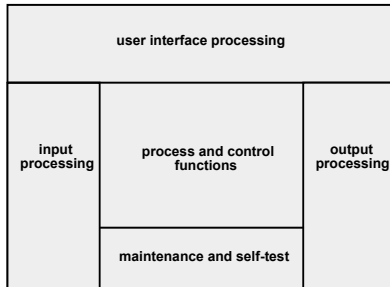 user interface processing
input
processing
process and control
functions
output
processing
maintenance and self-test